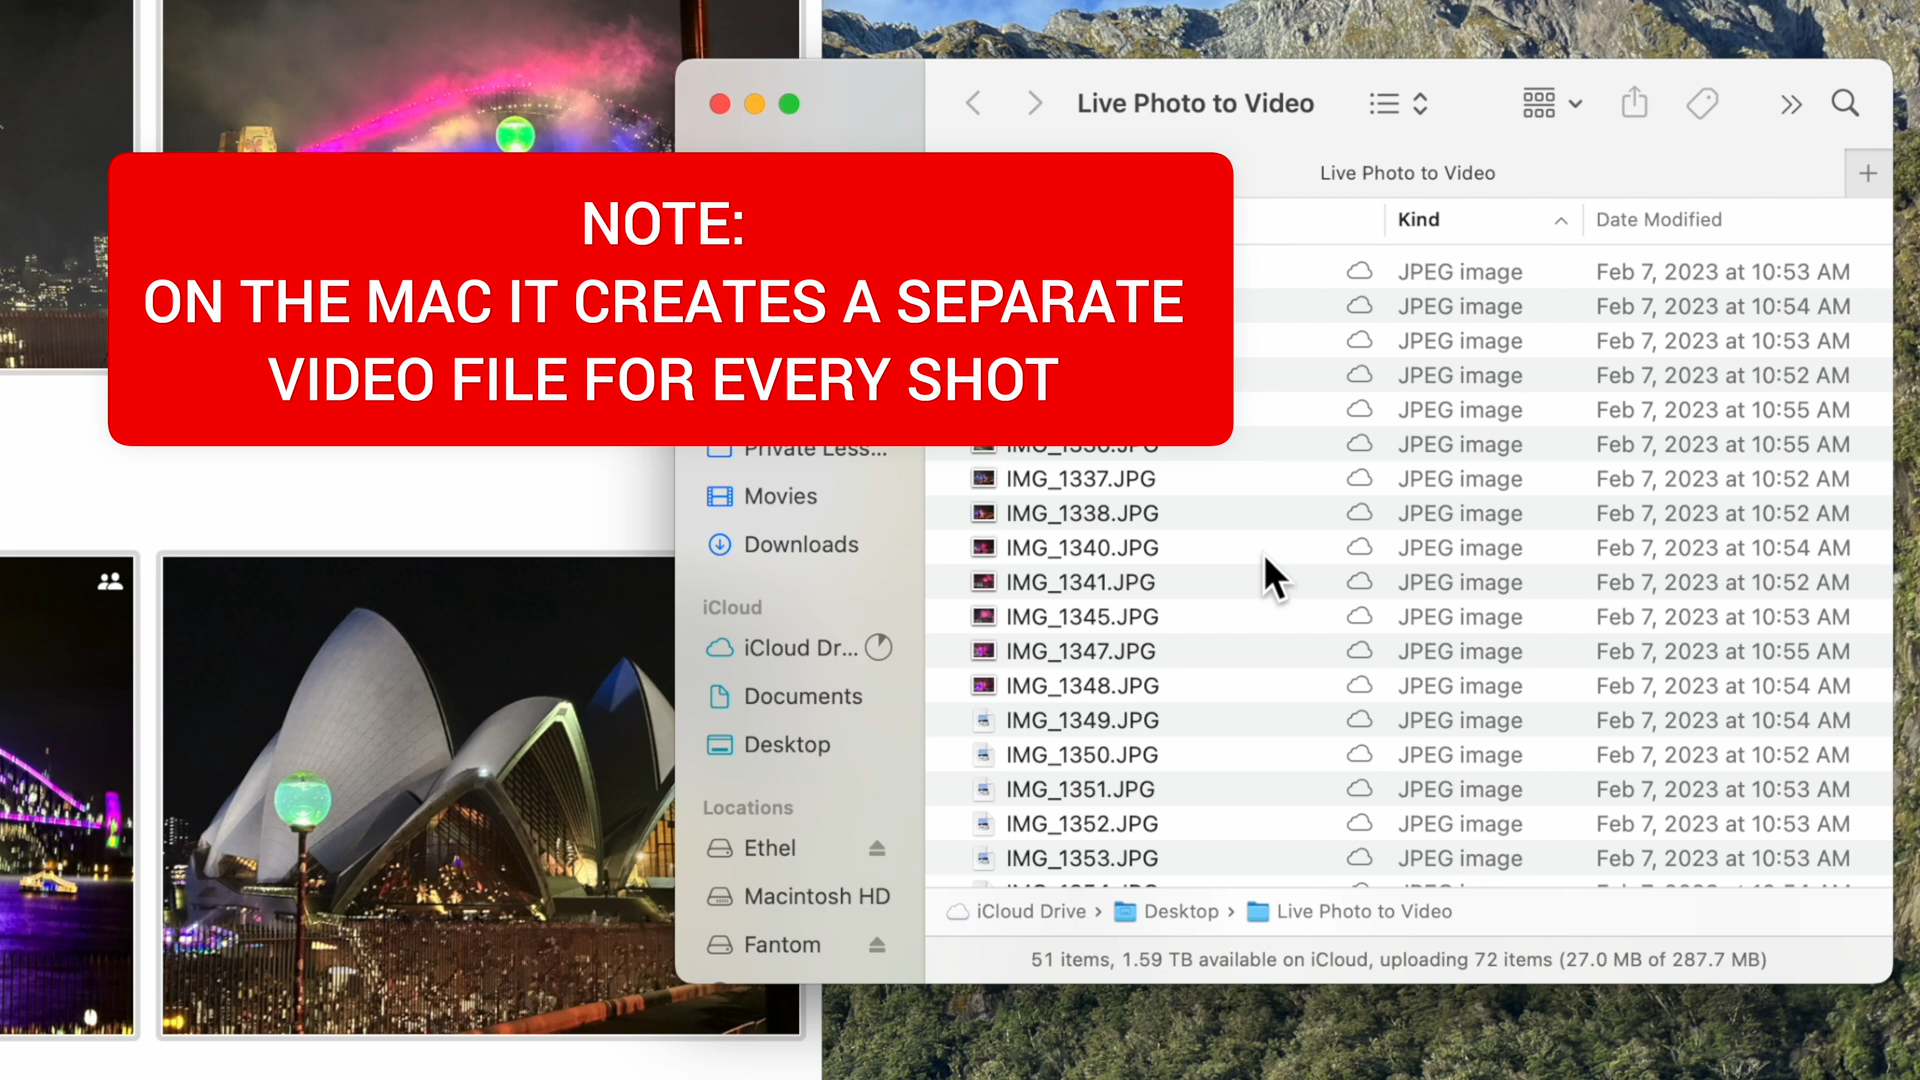 Live Photo to Video
Live Photo to Video
NOTE:
ON THE MAC IT CREATES A SEPARATE
VIDEO FILE FOR EVERY SHOT
Kind Date Modified
JPEG image Feb 7, 2023 at 10:53 AM
JPEG image Feb 7, 2023 at 10:54 AM
JPEG image Feb 7, 2023 at 10:53 AM
JPEG image Feb 7, 2023 at 10:52 AM
JPEG image Feb 7, 2023 at 10:55 AM
JPEG image Feb 7, 2023 at 10:55 AM
IMG_1337.JPG JPEG image Feb 7, 2023 at 10:52 AM
IMG_1338.JPG JPEG image Feb 7, 2023 at 10:52 AM
IMG_1340.JPG JPEG image Feb 7, 2023 at 10:54 AM
IMG_1341.JPG JPEG image Feb 7, 2023 at 10:52 AM
IMG_1345.JPG JPEG image Feb 7, 2023 at 10:53 AM
IMG_1347.JPG JPEG image Feb 7, 2023 at 10:55 AM
IMG_1348.JPG JPEG image Feb 7, 2023 at 10:54 AM
IMG_1349.JPG JPEG image Feb 7, 2023 at 10:54 AM
IMG_1350.JPG JPEG image Feb 7, 2023 at 10:52 AM
IMG_1351.JPG JPEG image Feb 7, 2023 at 10:53 AM
IMG_1352.JPG JPEG image Feb 7, 2023 at 10:53 AM
IMG_1353.JPG JPEG image Feb 7, 2023 at 10:53 AM
Private Less...
Movies
Downloads
iCloud
iCloud Dr...
Documents
Desktop
Locations
Ethel
Macintosh HD
Fantom
iCloud Drive › Desktop › Live Photo to Video
51 items, 1.59 TB available on iCloud, uploading 72 items (27.0 MB of 287.7 MB)